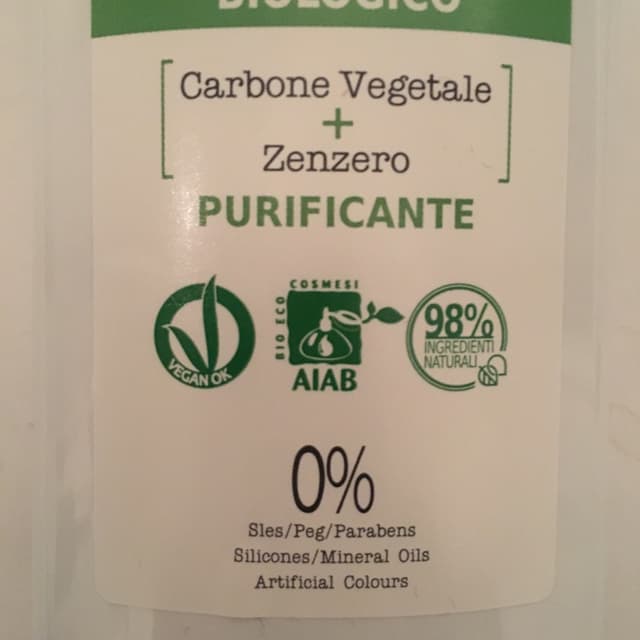 BIOLOGICO
Carbone Vegetale
+
Zenzero
PURIFICANTE
VEGAN OK
BIO ECO COSMESI
AIAB
98%
INGREDIENTI
NATURALI
0%
Sles/Peg/Parabens
Silicones/Mineral Oils
Artificial Colours